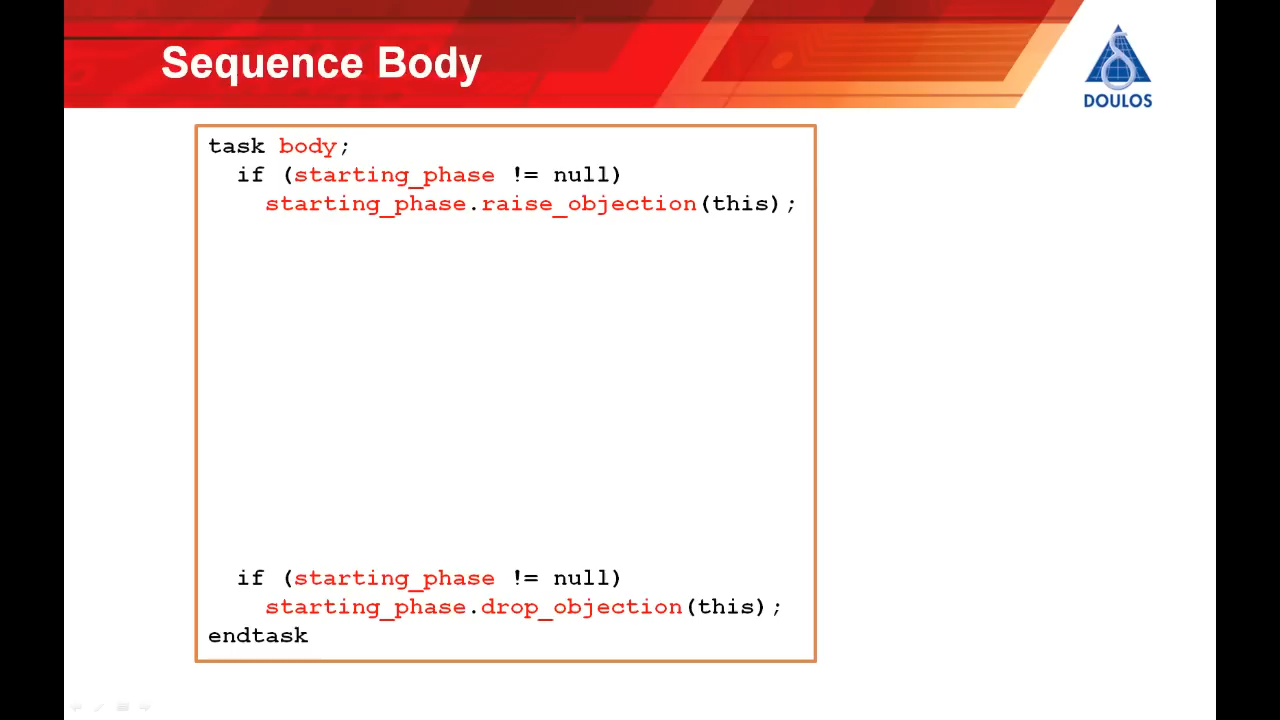 Sequence Body
DOULOS
task body;
if (starting_phase != null)
starting_phase.raise_objection(this);
if (starting_phase != null)
starting_phase.drop_objection(this);
endtask